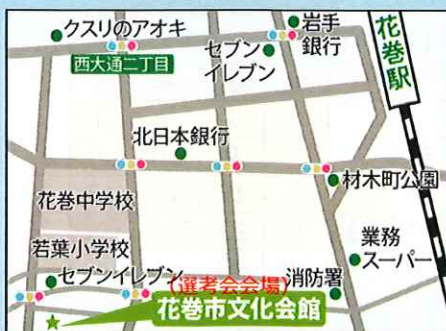 クスリのアオキ
岩手
銀行
花巻駅
セブン
イレブン
西大通二丁目
北日本銀行
材木町公園
花巻中学校
若葉小学校
業務
スーパー
セブンイレブン
(選考会会場)
消防署
花巻市文化会館